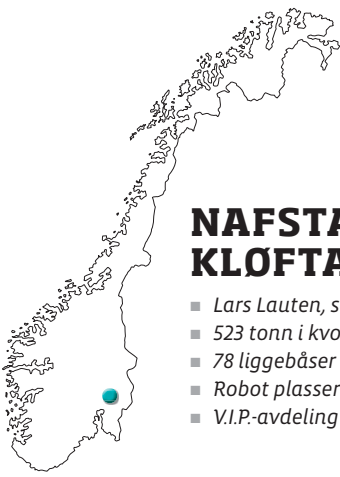 NAFSTA
KLØFTA
Lars Lauten, s
523 tonn i kvo
78 liggebåser
Robot plasser
V.I.P.-avdeling